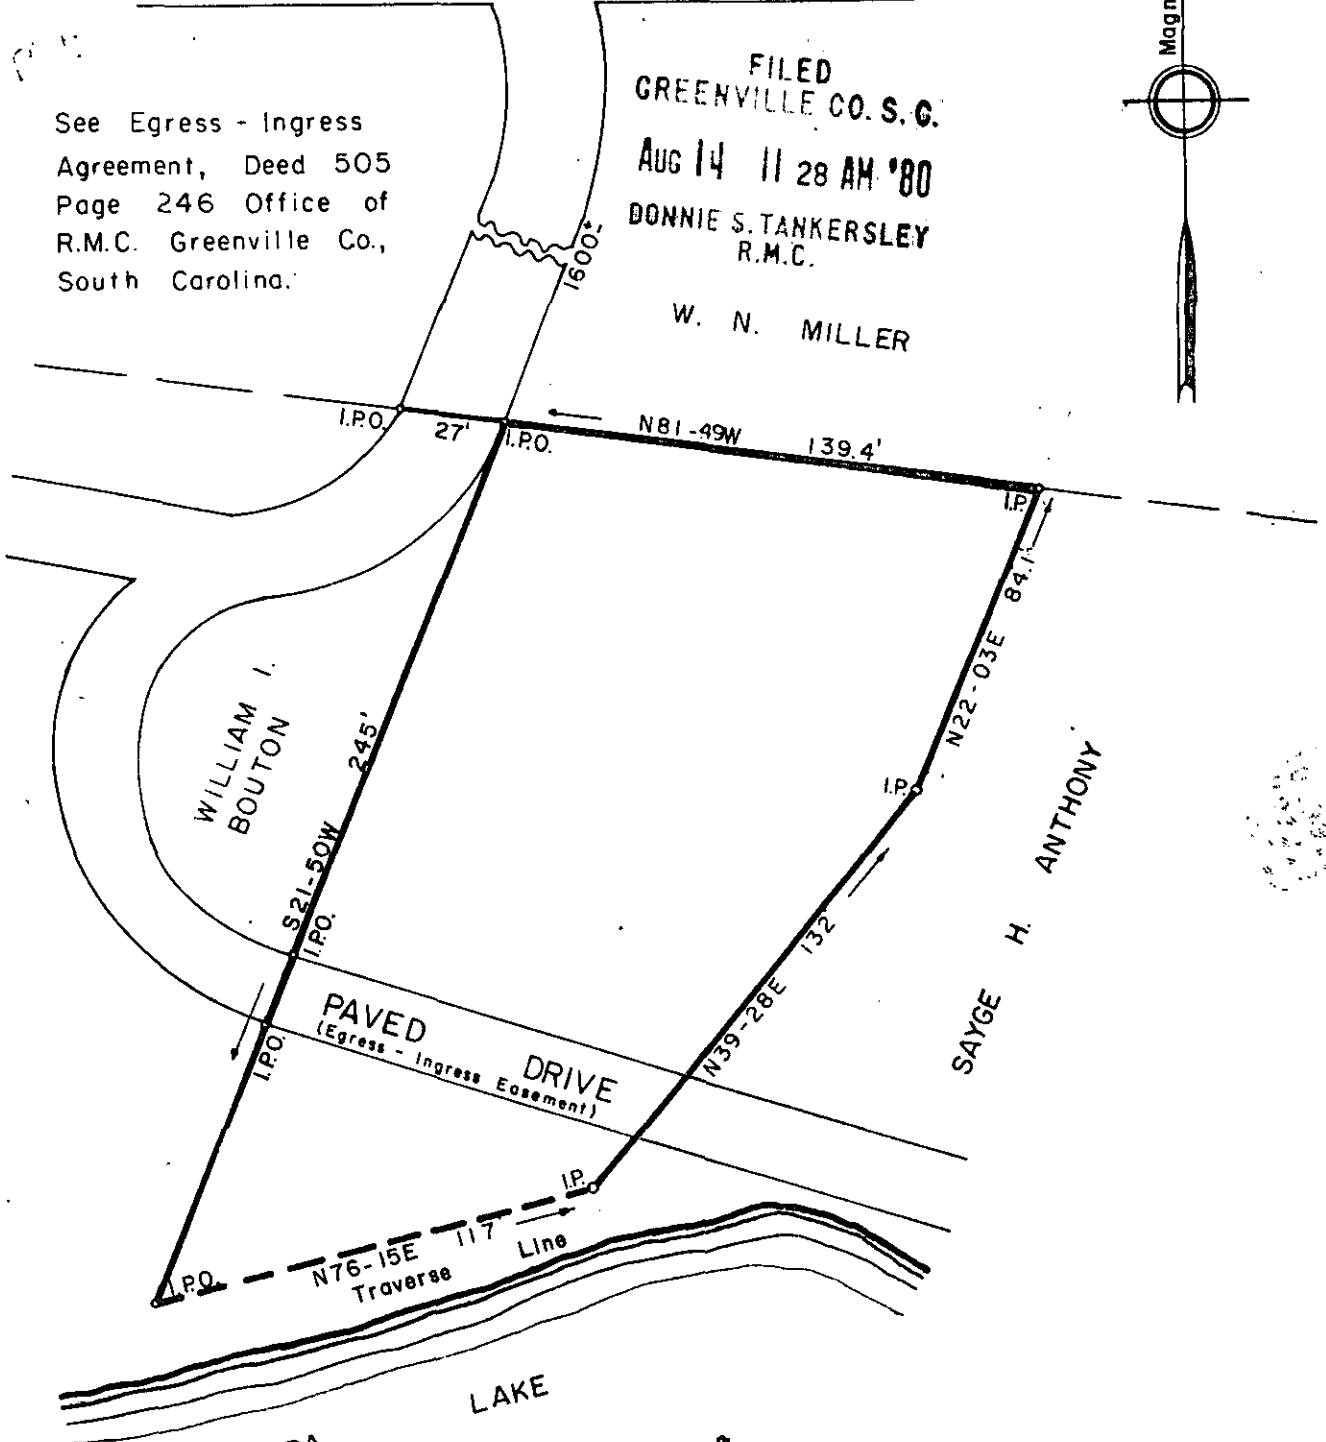 Magn
FILED
GREENVILLE CO. S. C.
AUG 14 11 28 AM '80
DONNIE S. TANKERSLEY
R.M.C.
See Egress - Ingress
Agreement, Deed 505
Page 246 Office of
R.M.C. Greenville Co.,
South Carolina.
1600±
W. N. MILLER
I.P.O.
27'
I.P.O.
N81-49W 139.4'
I.P.
N22-03E 84.1'
WILLIAM I.
BOUTON
S21-50W 245'
I.P.
SAYGE H. ANTHONY
I.P.O.
I.P.O.
PAVED DRIVE
(Egress - Ingress Easement)
N39-28E 132'
I.P.
I.P.O.
N76-15E 117'
Traverse Line
LAKE